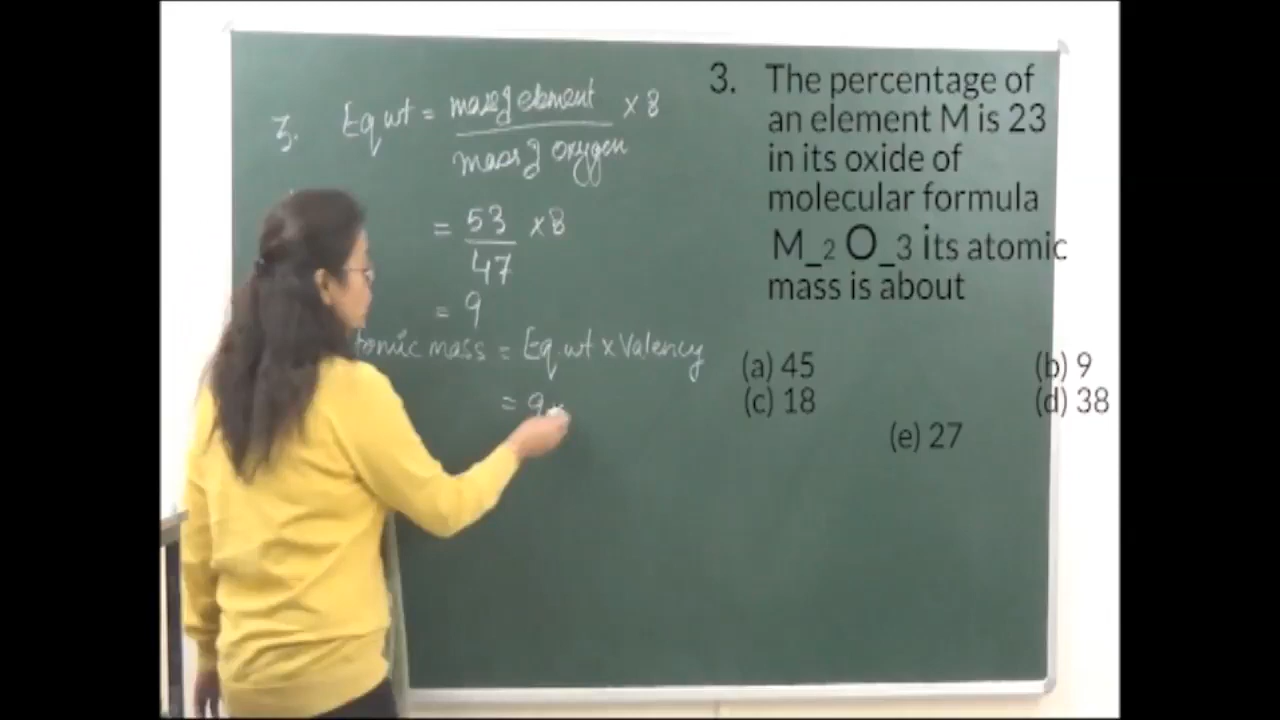 3. Eq wt = mass of element × 8
mass of oxygen
= 53 × 8
47
= 9
tomic mass = Eq. wt × Valency
= 9 ×
3. The percentage of
an element M is 23
in its oxide of
molecular formula
M_2 O_3 its atomic
mass is about
(a) 45 (b) 9
(c) 18 (d) 38
(e) 27